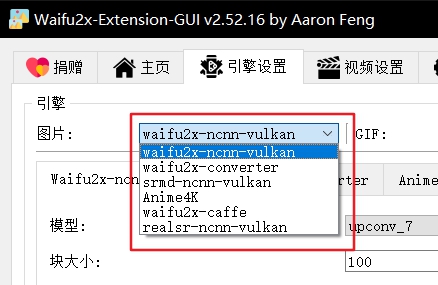 Waifu2x-Extension-GUI v2.52.16 by Aaron Feng
捐赠 主页 引擎设置 视频设置
引擎
图片: waifu2x-ncnn-vulkan GIF:
waifu2x-ncnn-vulkan
waifu2x-converter
srmd-ncnn-vulkan
Anime4K
waifu2x-caffe
realsr-ncnn-vulkan
Waifu2x-nc rter Anime
模型: upconv_7
块大小: 100